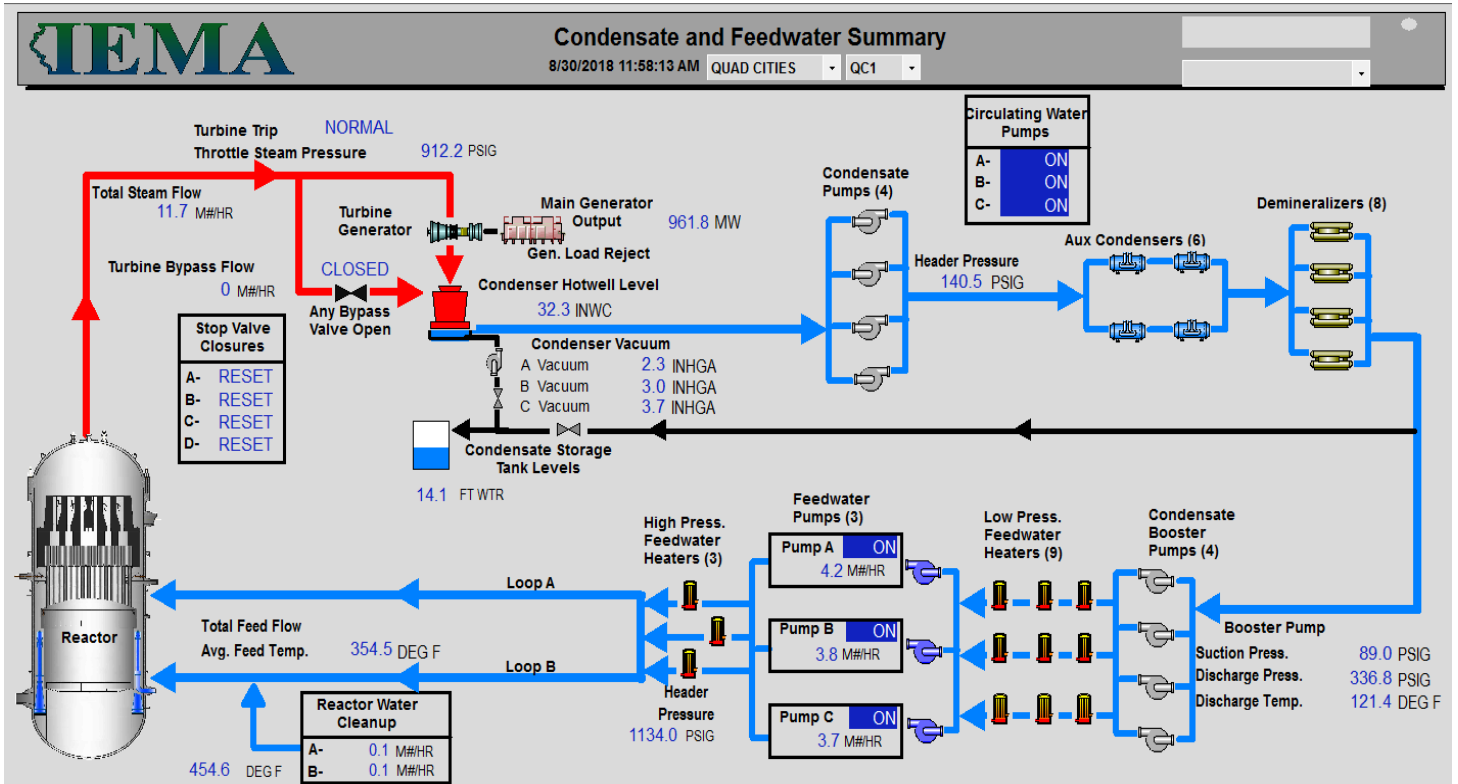 IEMA
Condensate and Feedwater Summary
8/30/2018 11:58:13 AM QUAD CITIES QC1
Turbine Trip NORMAL
Throttle Steam Pressure 912.2 PSIG
Total Steam Flow
11.7 M#/HR
Turbine
Generator
Main Generator
Output
961.8 MW
Gen. Load Reject
Turbine Bypass Flow
0 M#/HR
CLOSED
Any Bypass
Valve Open
Condenser Hotwell Level
32.3 INWC
Condenser Vacuum
A Vacuum 2.3 INHGA
B Vacuum 3.0 INHGA
C Vacuum 3.7 INHGA
Stop Valve
Closures
A- RESET
B- RESET
C- RESET
D- RESET
Condensate Storage
Tank Levels
14.1 FT WTR
Condensate
Pumps (4)
Header Pressure
140.5 PSIG
Circulating Water
Pumps
A- ON
B- ON
C- ON
Aux Condensers (6)
Demineralizers (8)
Condensate
Booster
Pumps (4)
Booster Pump
Suction Press. 89.0 PSIG
Discharge Press. 336.8 PSIG
Discharge Temp. 121.4 DEG F
Low Press.
Feedwater
Heaters (9)
Feedwater
Pumps (3)
Pump A ON
4.2 M#/HR
Pump B ON
3.8 M#/HR
Pump C ON
3.7 M#/HR
High Press.
Feedwater
Heaters (3)
Header
Pressure
1134.0 PSIG
Loop A
Loop B
Total Feed Flow
Avg. Feed Temp. 354.5 DEG F
Reactor
Reactor Water
Cleanup
A- 0.1 M#/HR
B- 0.1 M#/HR
454.6 DEG F